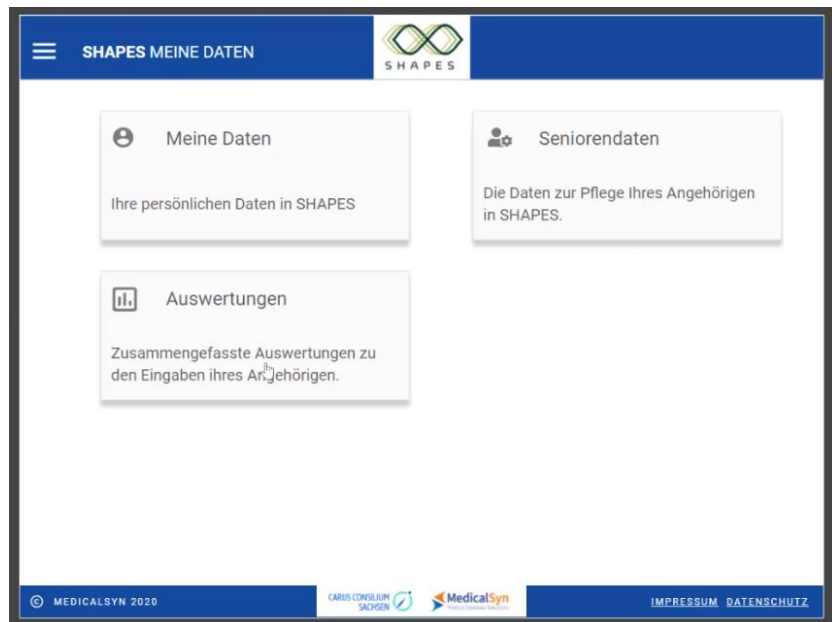 SHAPES MEINE DATEN
SHAPES
Meine Daten
Ihre persönlichen Daten in SHAPES
Seniorendaten
Die Daten zur Pflege Ihres Angehörigen
in SHAPES.
Auswertungen
Zusammengefasste Auswertungen zu
den Eingaben ihres Angehörigen.
© MEDICALSYN 2020
CARUS CONSILIUM
SACHSEN
MedicalSyn
IMPRESSUM DATENSCHUTZ